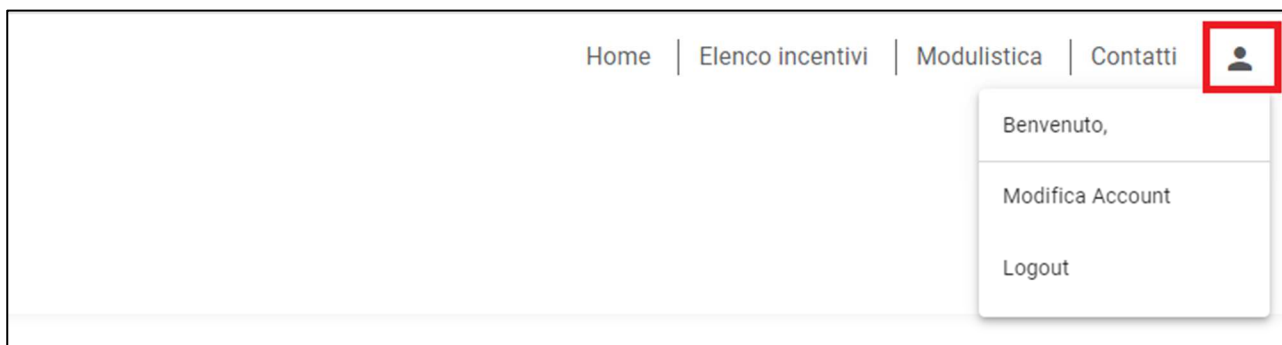 Home Elenco incentivi Modulistica Contatti
Benvenuto,
Modifica Account
Logout